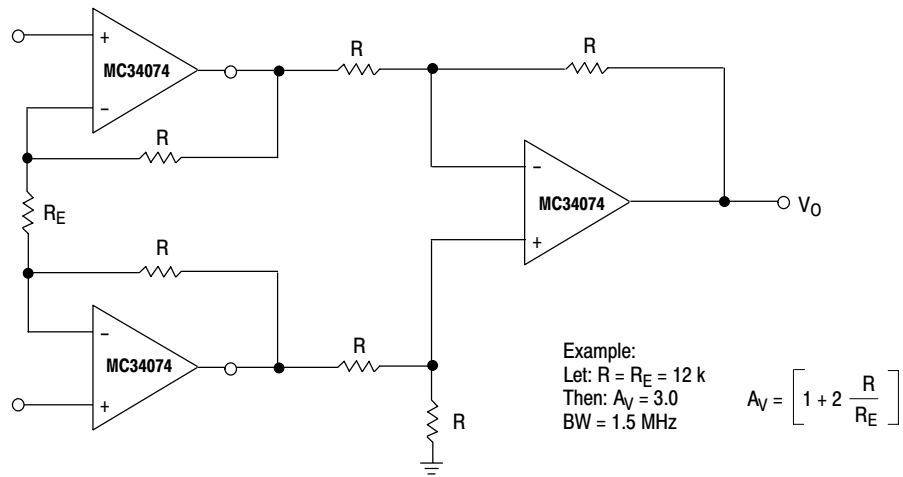 R
R
+
MC34074
−
R
R_E
−
MC34074
+
V_O
R
−
MC34074
+
R
R
Example:
Let: R = R_E = 12 k
Then: A_V = 3.0
BW = 1.5 MHz
A_V = [1 + 2 R/R_E]